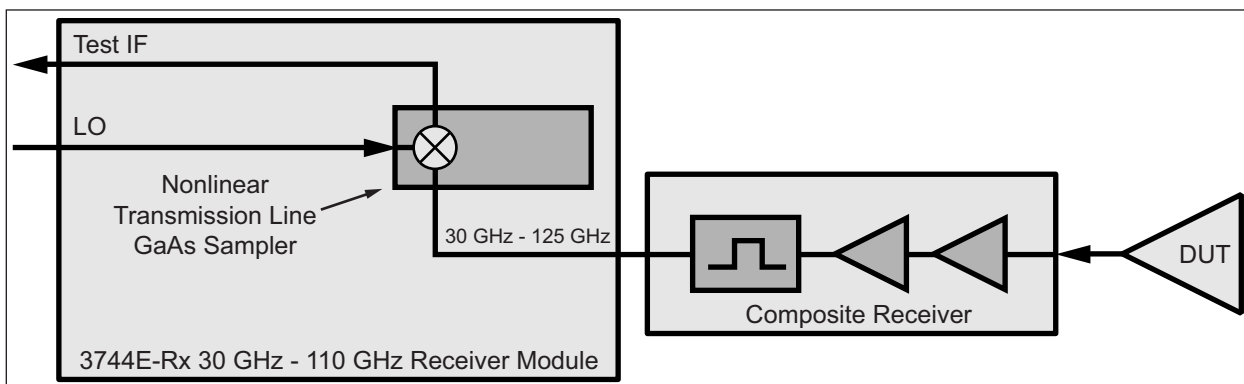 Test IF
LO
Nonlinear
Transmission Line
GaAs Sampler
30 GHz - 125 GHz
DUT
Composite Receiver
3744E-Rx 30 GHz - 110 GHz Receiver Module